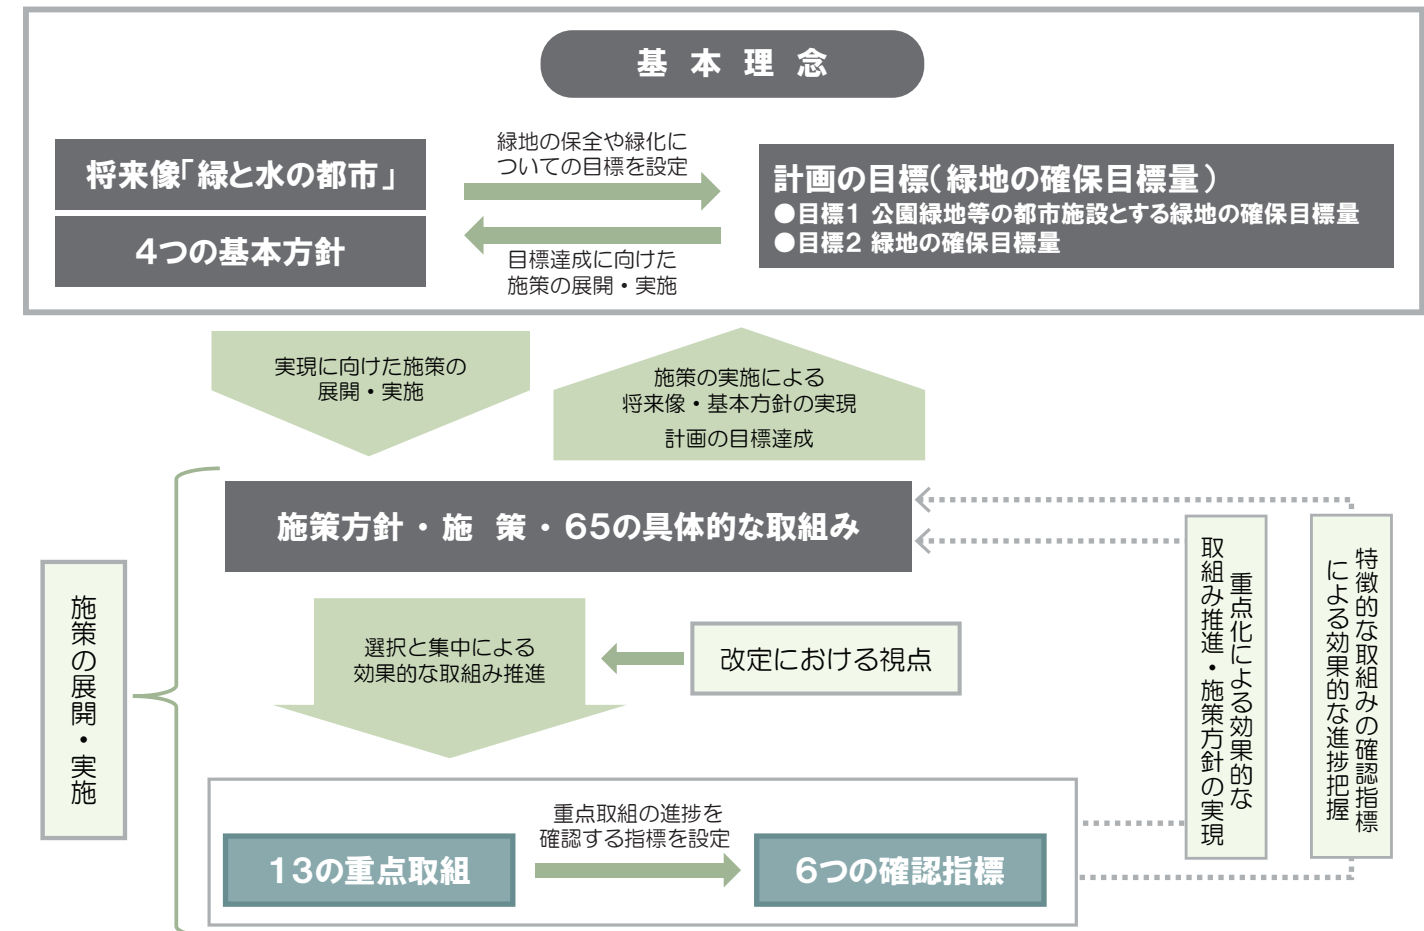 基本理念
将来像「緑と水の都市」
4つの基本方針
緑地の保全や緑化に
ついての目標を設定
目標達成に向けた
施策の展開・実施
計画の目標(緑地の確保目標量)
●目標1 公園緑地等の都市施設とする緑地の確保目標量
●目標2 緑地の確保目標量
実現に向けた施策の
展開・実施
施策の実施による
将来像・基本方針の実現
計画の目標達成
施策の展開・実施
施策方針・施 策・65の具体的な取組み
選択と集中による
効果的な取組み推進
改定における視点
13の重点取組
重点取組の進捗を
確認する指標を設定
6つの確認指標
重点化による効果的な
取組み推進・施策方針の実現
特徴的な取組みの確認指標
による効果的な進捗把握